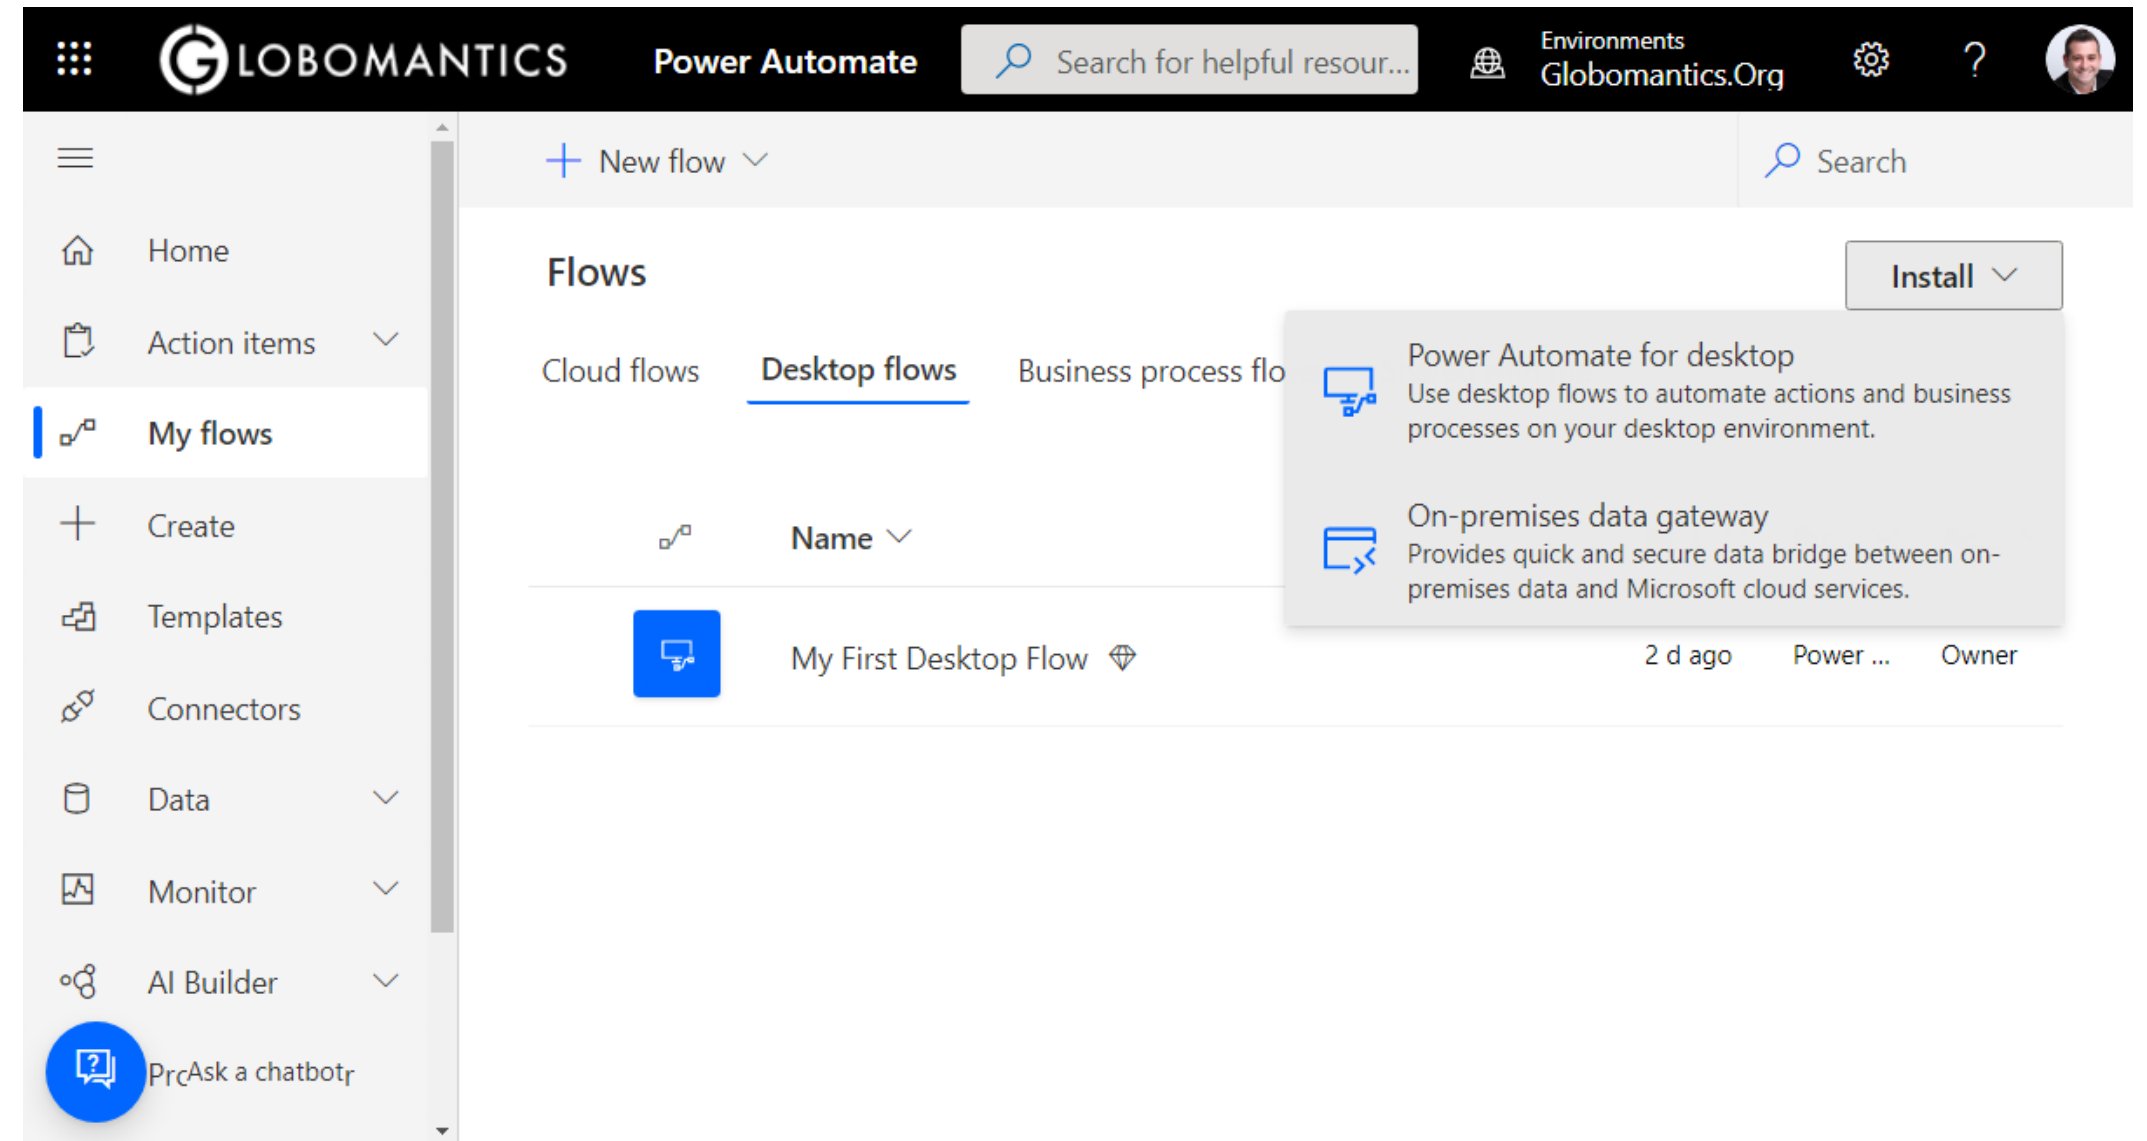 GLOBOMANTICS
Power Automate
Search for helpful resour...
Environments
Globomantics.Org
?
New flow
Search
Home
Action items
My flows
Create
Templates
Connectors
Data
Monitor
AI Builder
Ask a chatbot
Flows
Install
Cloud flows
Desktop flows
Business process flo
Power Automate for desktop
Use desktop flows to automate actions and business
processes on your desktop environment.
On-premises data gateway
Provides quick and secure data bridge between on-
premises data and Microsoft cloud services.
Name
My First Desktop Flow
2 d ago
Power ...
Owner